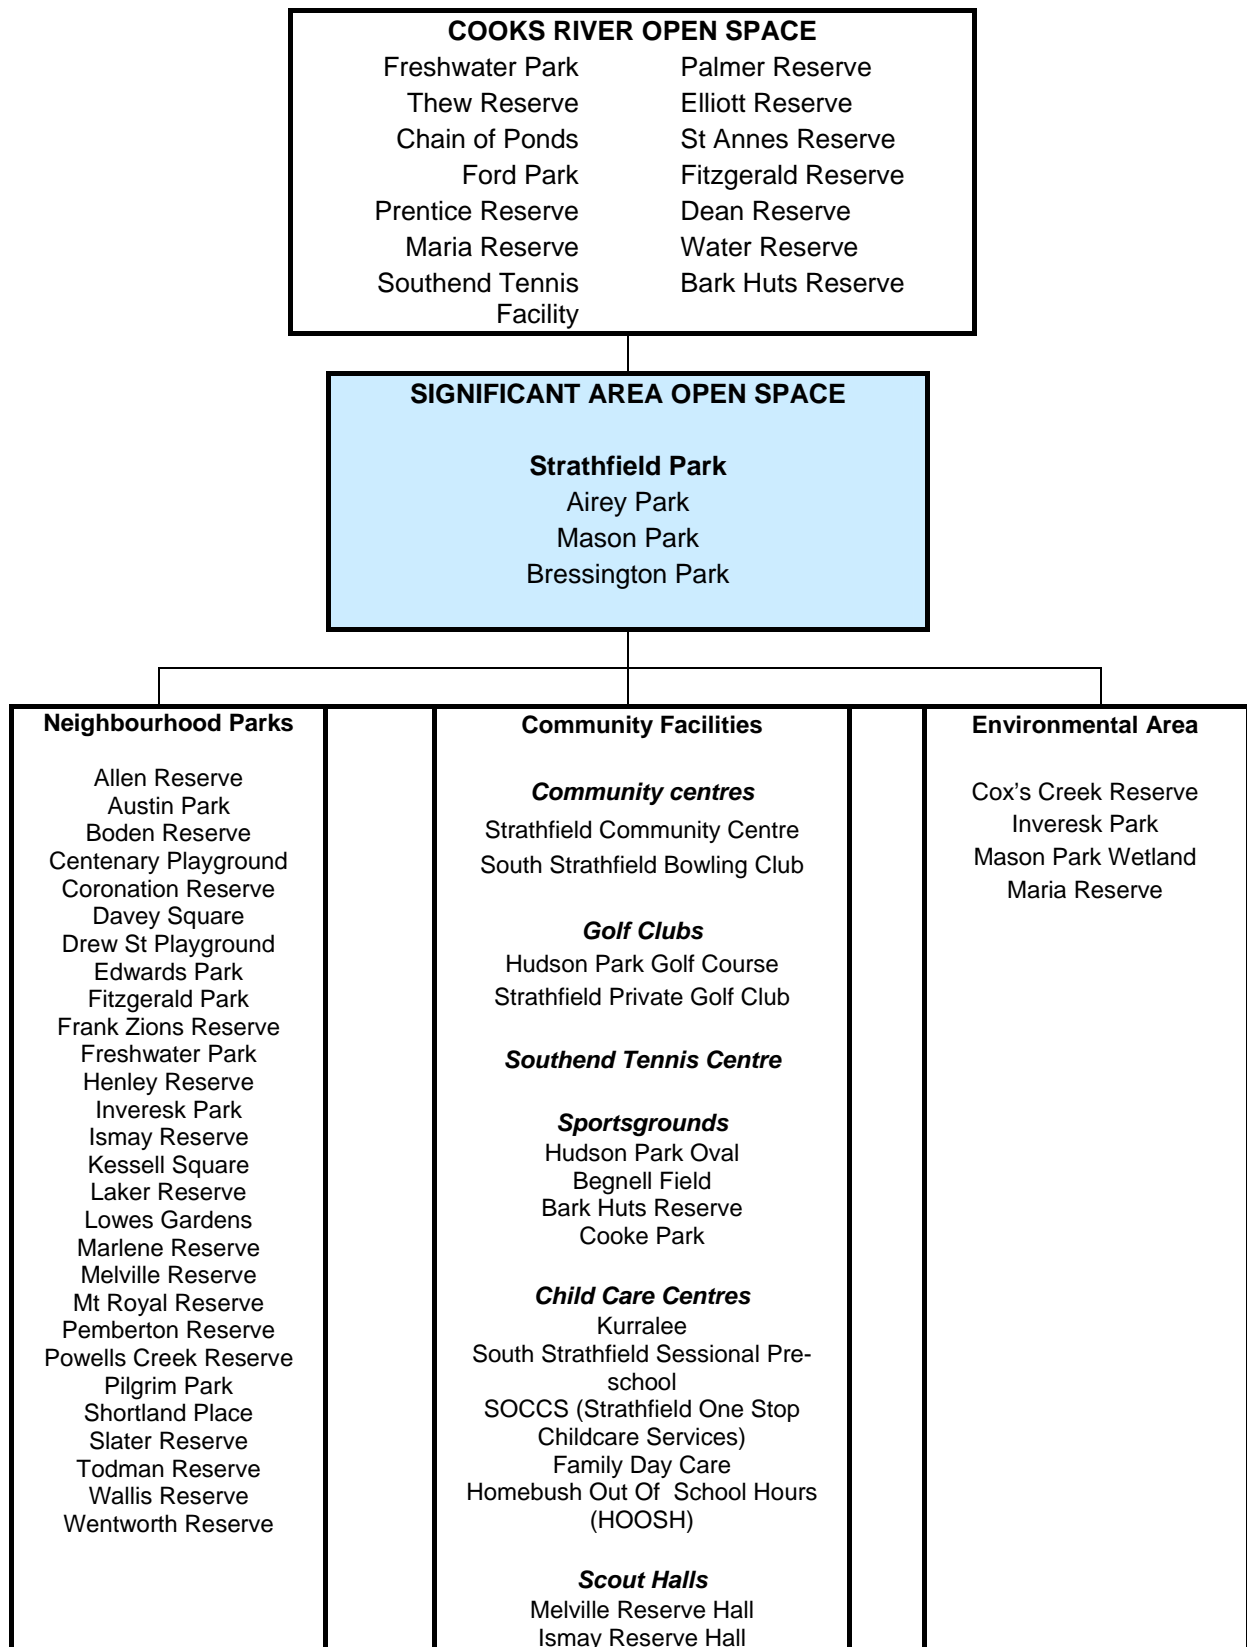 COOKS RIVER OPEN SPACE
Freshwater Park
Thew Reserve
Chain of Ponds
Ford Park
Prentice Reserve
Maria Reserve
Southend Tennis
Facility
Palmer Reserve
Elliott Reserve
St Annes Reserve
Fitzgerald Reserve
Dean Reserve
Water Reserve
Bark Huts Reserve
SIGNIFICANT AREA OPEN SPACE
Strathfield Park
Airey Park
Mason Park
Bressington Park
Neighbourhood Parks
Allen Reserve
Austin Park
Boden Reserve
Centenary Playground
Coronation Reserve
Davey Square
Drew St Playground
Edwards Park
Fitzgerald Park
Frank Zions Reserve
Freshwater Park
Henley Reserve
Inveresk Park
Ismay Reserve
Kessell Square
Laker Reserve
Lowes Gardens
Marlene Reserve
Melville Reserve
Mt Royal Reserve
Pemberton Reserve
Powells Creek Reserve
Pilgrim Park
Shortland Place
Slater Reserve
Todman Reserve
Wallis Reserve
Wentworth Reserve
Community Facilities
Community centres
Strathfield Community Centre
South Strathfield Bowling Club
Golf Clubs
Hudson Park Golf Course
Strathfield Private Golf Club
Southend Tennis Centre
Sportsgrounds
Hudson Park Oval
Begnell Field
Bark Huts Reserve
Cooke Park
Child Care Centres
Kurralee
South Strathfield Sessional Pre-
school
SOCCS (Strathfield One Stop
Childcare Services)
Family Day Care
Homebush Out Of  School Hours
(HOOSH)
Scout Halls
Melville Reserve Hall
Ismay Reserve Hall
Environmental Area
Cox's Creek Reserve
Inveresk Park
Mason Park Wetland
Maria Reserve